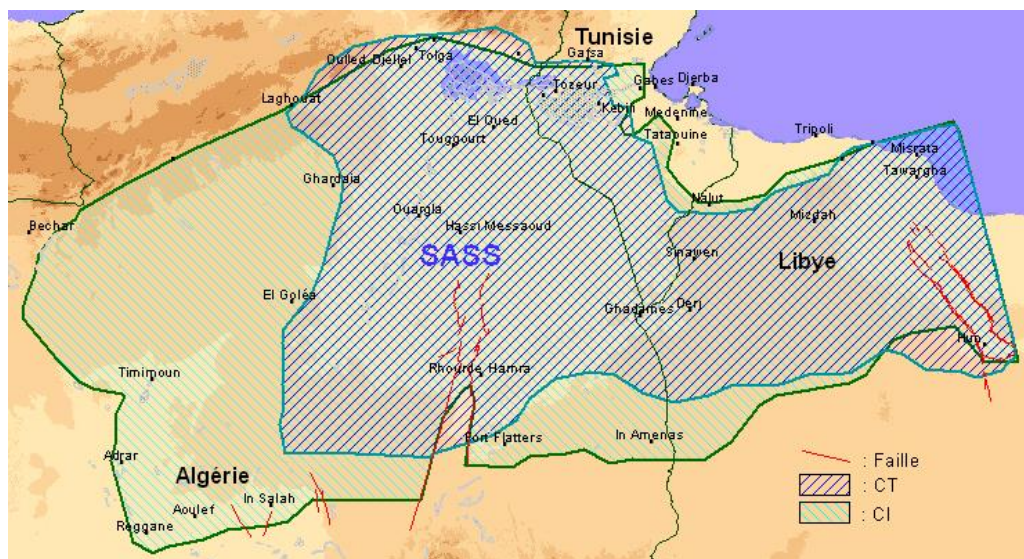 Tunisie
Gafsa
Oulled Djellel
Tolga
Tozeur
Gabes
Djerba
Laghouat
Kebili
El Oued
Medenine
Touggourt
Tataouine
Tripoli
Misrata
Ghardaia
Tawargha
Nalut
Ouargla
Mizdah
Bechar
Hassi Messaoud
SASS
Sinawen
Libye
El Goléa
Ghadames
Derj
Hun
Timimoun
Rhourde Hamra
Fort Flatters
In Amenas
Adrar
Algérie
In Salah
Aoulef
Reggane
: Faille
: CT
: CI